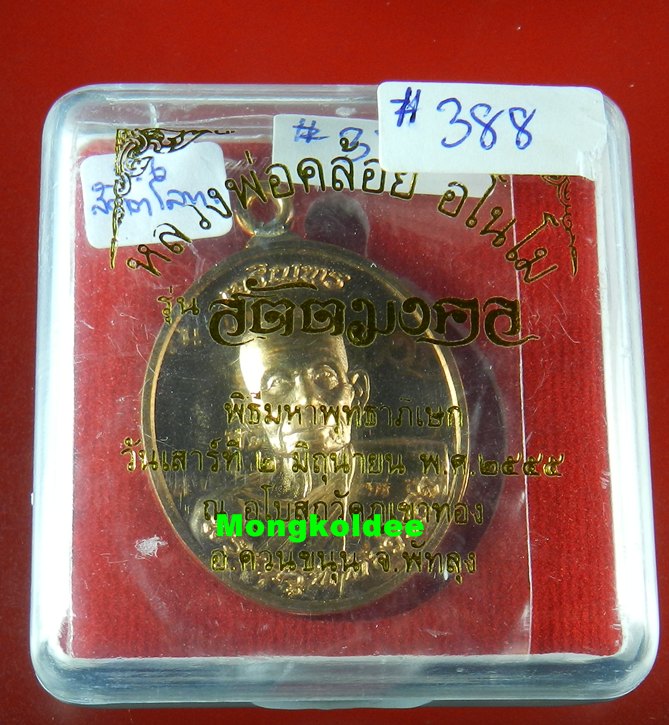 # 388
# 3
หลวงพ่อคล้อย อโนโม
รุ่น สัตตมงคล
พิธีมหาพุทธาภิเษก
วันเสาร์ที่ ๒ มิถุนายน พ.ศ.๒๕๕๕
ณ อุโบสถวัดภูเขาทอง
Mongkoldee
อ.ควนขนุน จ.พัทลุง